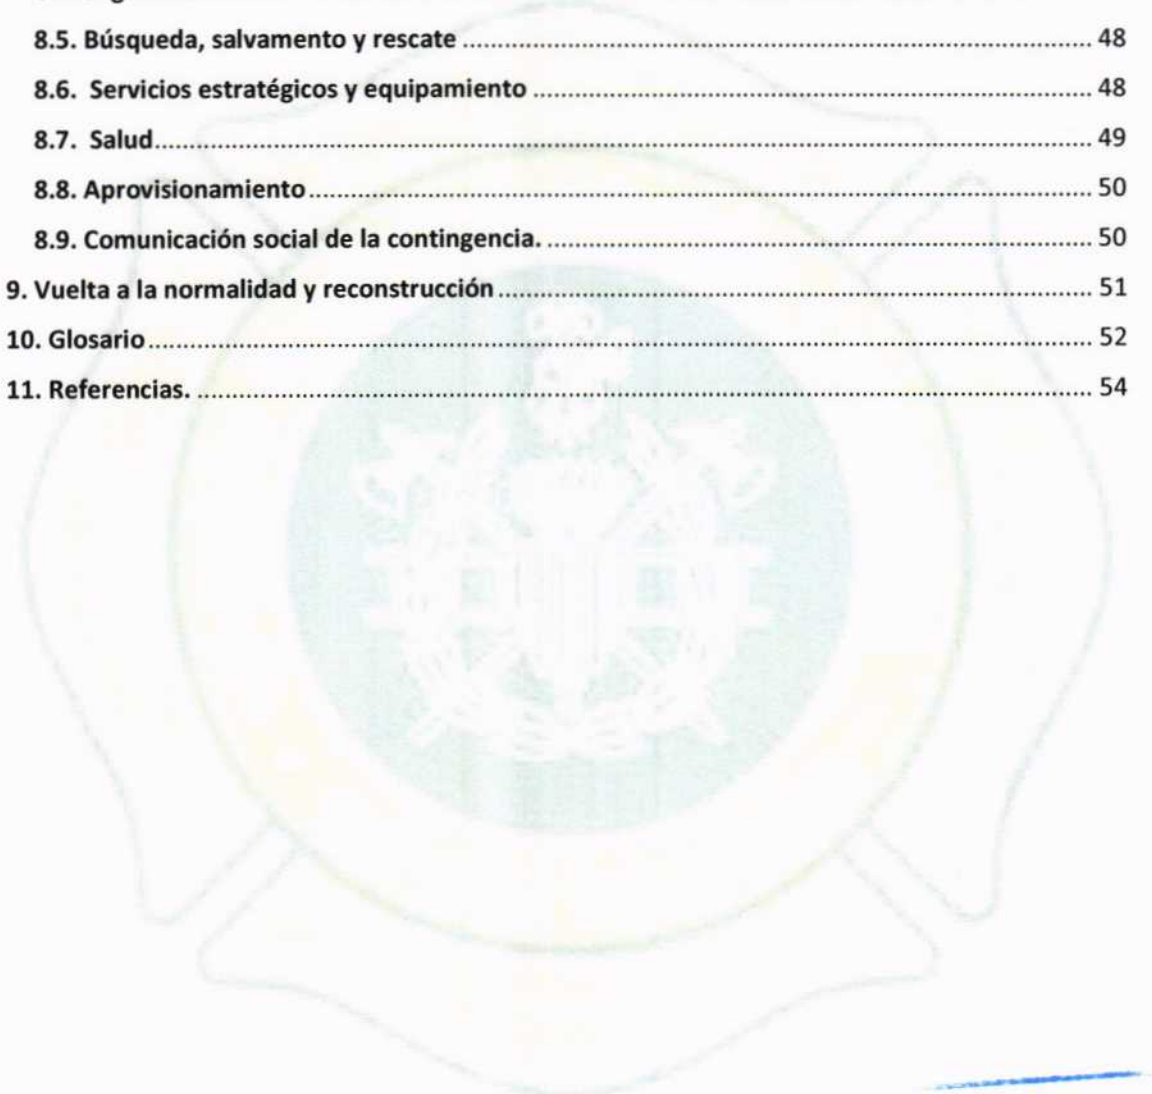 8.5. Búsqueda, salvamento y rescate ........ 48
8.6. Servicios estratégicos y equipamiento ........ 48
8.7. Salud ........ 49
8.8. Aprovisionamiento ........ 50
8.9. Comunicación social de la contingencia. ........ 50
9. Vuelta a la normalidad y reconstrucción ........ 51
10. Glosario ........ 52
11. Referencias. ........ 54